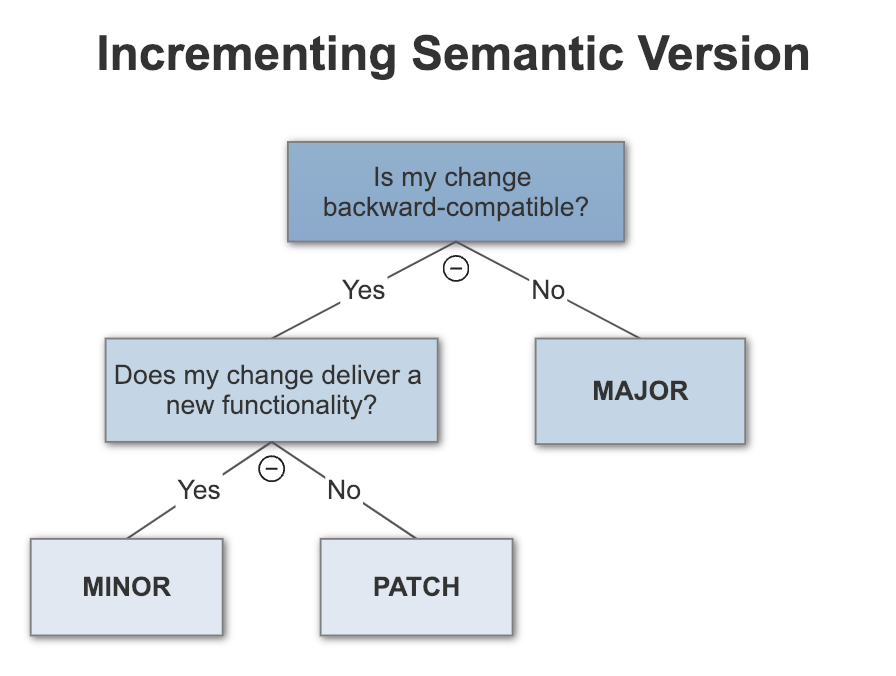 Incrementing Semantic Version
Is my change
backward-compatible?
Yes
No
Does my change deliver a
new functionality?
MAJOR
Yes
No
MINOR
PATCH